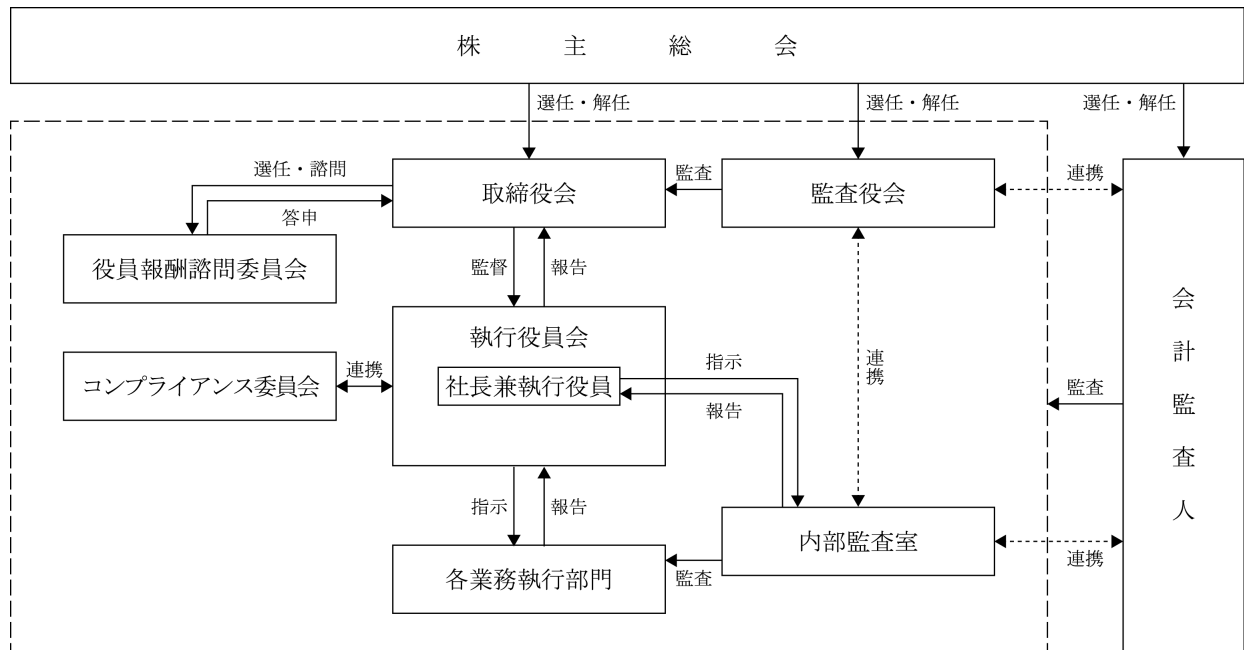 株主総会
選任・解任
選任・解任
選任・解任
選任・諮問
答申
取締役会
監査
監査役会
連携
役員報酬諮問委員会
監督
報告
執行役員会
社長兼執行役員
コンプライアンス委員会
連携
指示
報告
連携
会計監査人
監査
指示
報告
内部監査室
連携
各業務執行部門
監査